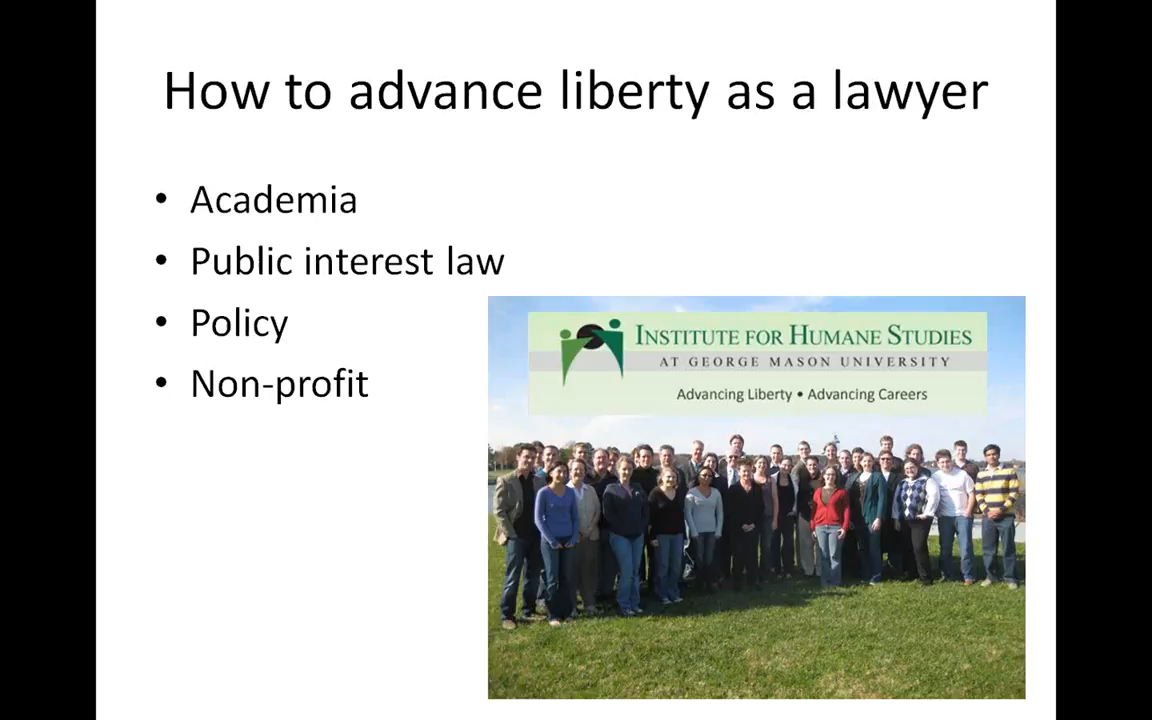 How to advance liberty as a lawyer
• Academia
• Public interest law
• Policy
• Non-profit
INSTITUTE FOR HUMANE STUDIES
AT GEORGE MASON UNIVERSITY
Advancing Liberty • Advancing Careers